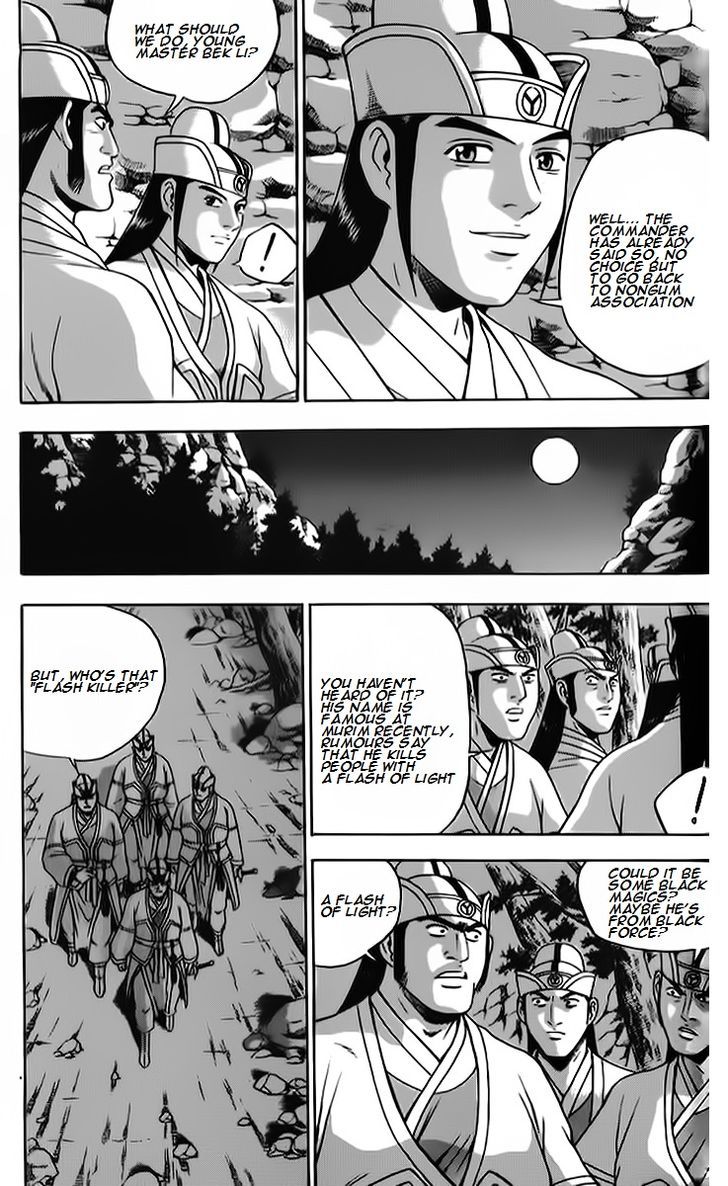 WHAT SHOULD
WE DO, YOUNG
MASTER BEK LI?
!
WELL... THE
COMMANDER
HAS ALREADY
SAID SO, NO
CHOICE BUT
TO GO BACK
TO NONGUM
ASSOCIATION
BUT, WHO'S THAT
"FLASH KILLER"?
YOU HAVEN'T
HEARD OF IT?
HIS NAME IS
FAMOUS AT
MURIM RECENTLY,
RUMOURS SAY
THAT HE KILLS
PEOPLE WITH
A FLASH OF LIGHT
!
A FLASH
OF LIGHT?
COULD IT BE
SOME BLACK
MAGICS?
MAYBE HE'S
FROM BLACK
FORCE?